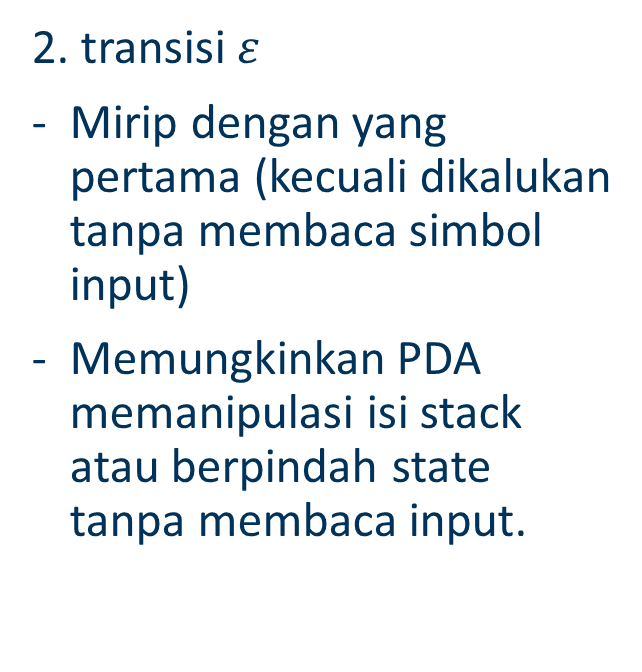 2. transisi ε
- Mirip dengan yang
pertama (kecuali dikalukan
tanpa membaca simbol
input)
- Memungkinkan PDA
memanipulasi isi stack
atau berpindah state
tanpa membaca input.